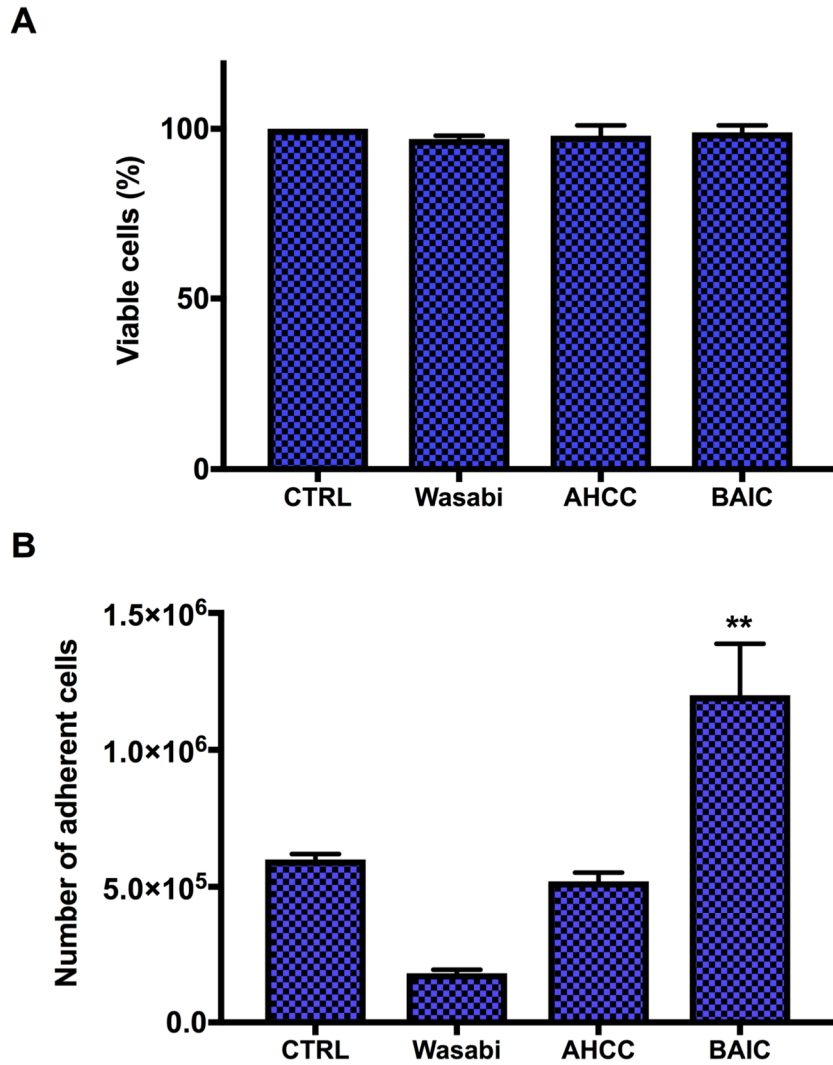 A
Viable cells (%)
100
50
0
CTRL Wasabi AHCC BAIC
B
Number of adherent cells
1.5×10⁶
1.0×10⁶
5.0×10⁵
0.0
**
CTRL Wasabi AHCC BAIC